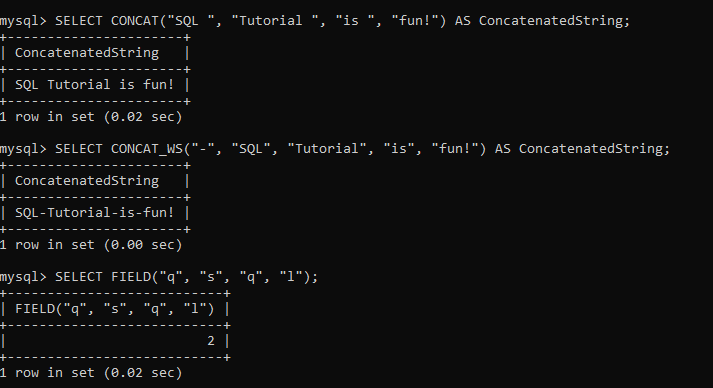 mysql> SELECT CONCAT("SQL ", "Tutorial ", "is ", "fun!") AS ConcatenatedString;
+----------------------+
| ConcatenatedString   |
+----------------------+
| SQL Tutorial is fun! |
+----------------------+
1 row in set (0.02 sec)

mysql> SELECT CONCAT_WS("-", "SQL", "Tutorial", "is", "fun!") AS ConcatenatedString;
+----------------------+
| ConcatenatedString   |
+----------------------+
| SQL-Tutorial-is-fun! |
+----------------------+
1 row in set (0.00 sec)

mysql> SELECT FIELD("q", "s", "q", "l");
+---------------------------+
| FIELD("q", "s", "q", "l") |
+---------------------------+
|                         2 |
+---------------------------+
1 row in set (0.02 sec)